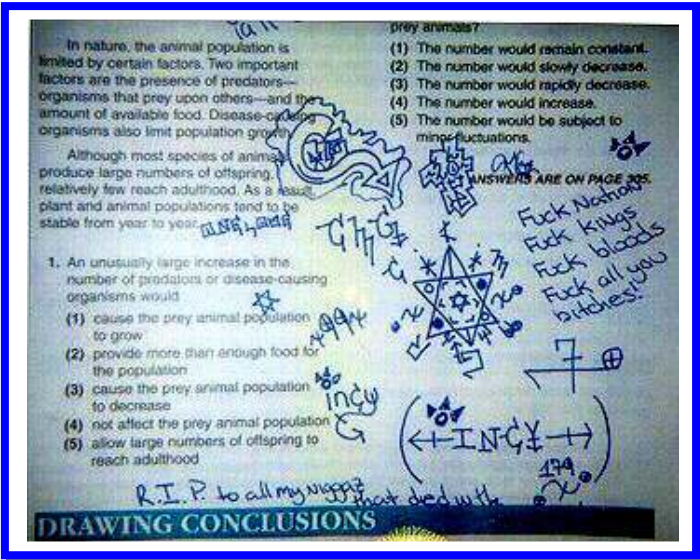 In nature, the animal population is
limited by certain factors. Two important
factors are the presence of predators—
organisms that prey upon others—and the
amount of available food. Disease-causing
organisms also limit population growth.
Although most species of animals
produce large numbers of offspring,
relatively few reach adulthood. As a result,
plant and animal populations tend to be
stable from year to year.
1. An unusually large increase in the
number of predators or disease-causing
organisms would
(1) cause the prey animal population
to grow
(2) provide more than enough food for
the population
(3) cause the prey animal population
to decrease
(4) not affect the prey animal population
(5) allow large numbers of offspring to
reach adulthood
prey animals?
(1) The number would remain constant.
(2) The number would slowly decrease.
(3) The number would rapidly decrease.
(4) The number would increase.
(5) The number would be subject to
minor fluctuations.
ANSWERS ARE ON PAGE 305.
Fuck Nation
Fuck Kings
Fuck bloods
Fuck all you
bitches!
7
INGY
174
R.I.P. to all my niggaz that died with
DRAWING CONCLUSIONS